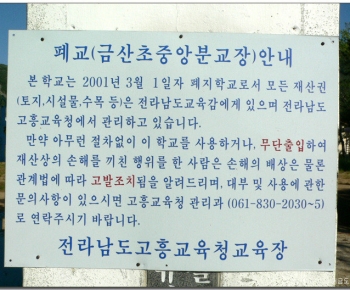 폐교(금산초중앙분교장)안내
본 학교는 2001년 3월 1일자 폐지학교로서 모든 재산권
(토지,시설물,수목 등)은 전라남도교육감에게 있으며 전라남도
고흥교육청에서 관리하고 있습니다.
만약 아무런 절차없이 이 학교를 사용하거나, 무단출입하여
재산상의 손해를 끼친 행위를 한 사람은 손해의 배상은 물론
관계법에 따라 고발조치됨을 알려드리며, 대부 및 사용에 관한
문의사항이 있으시면 고흥교육청 관리과 (061-830-2030~5)
로 연락주시기 바랍니다.
전라남도고흥교육청교육장